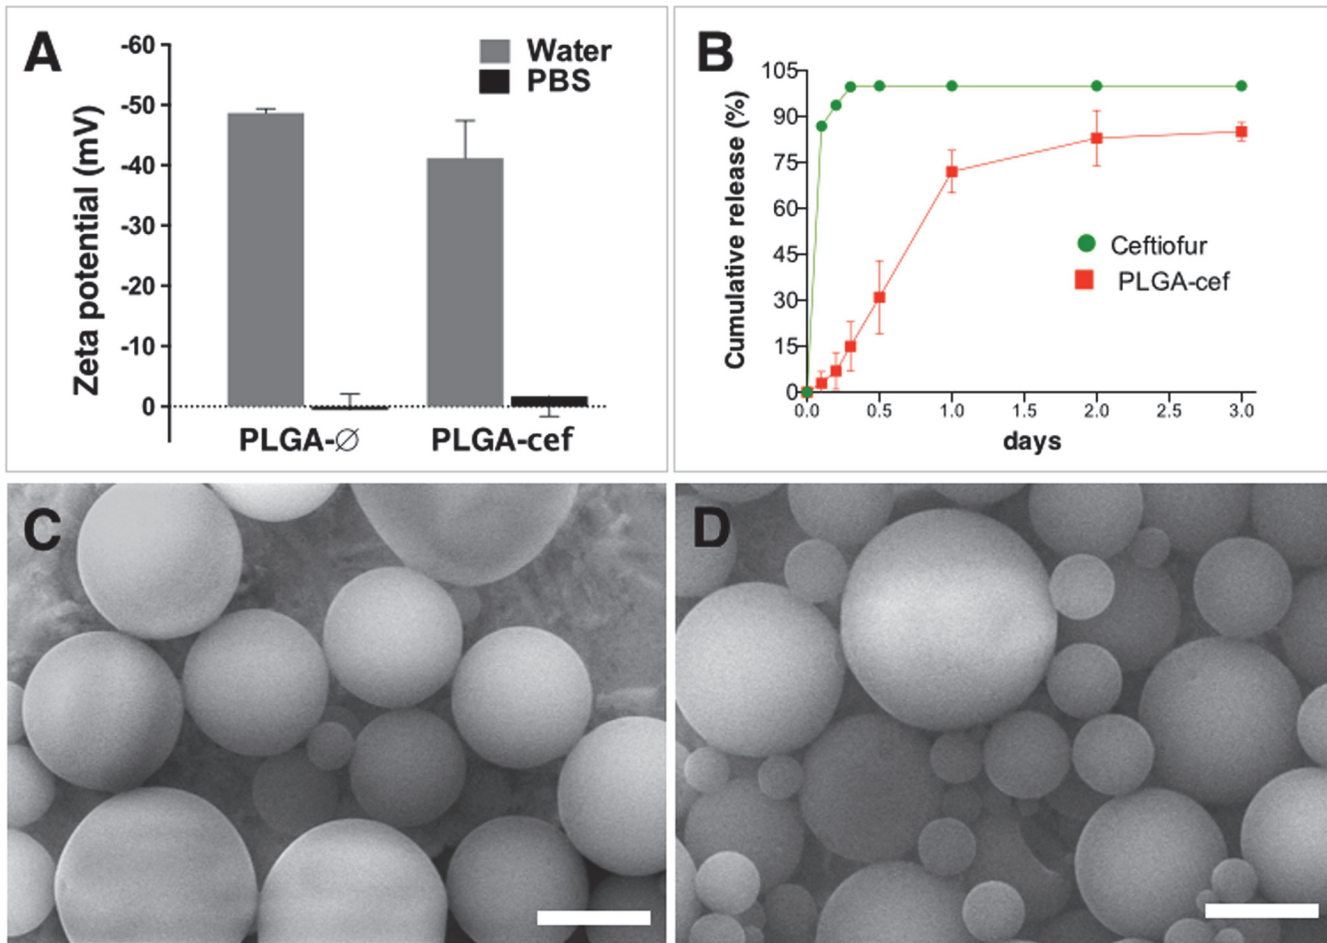 A
Zeta potential (mV)
-60
-50
-40
-30
-20
-10
0
Water
PBS
PLGA-∅
PLGA-cef
B
Cumulative release (%)
105
90
75
60
45
30
15
0
Ceftiofur
PLGA-cef
0.0
0.5
1.0
1.5
2.0
2.5
3.0
days
C
D